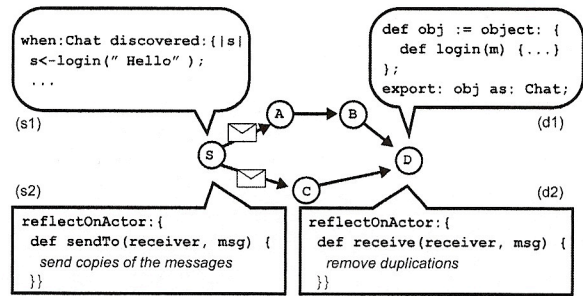 when:Chat discovered:{|s|
s<-login(" Hello" );
...
(s1)
def obj := object: {
def login(m) {...}
};
export: obj as: Chat;
(d1)
A
B
S
D
C
(s2)
reflectOnActor:{
def sendTo(receiver, msg) {
send copies of the messages
}}
(d2)
reflectOnActor:{
def receive(receiver, msg) {
remove duplications
}}